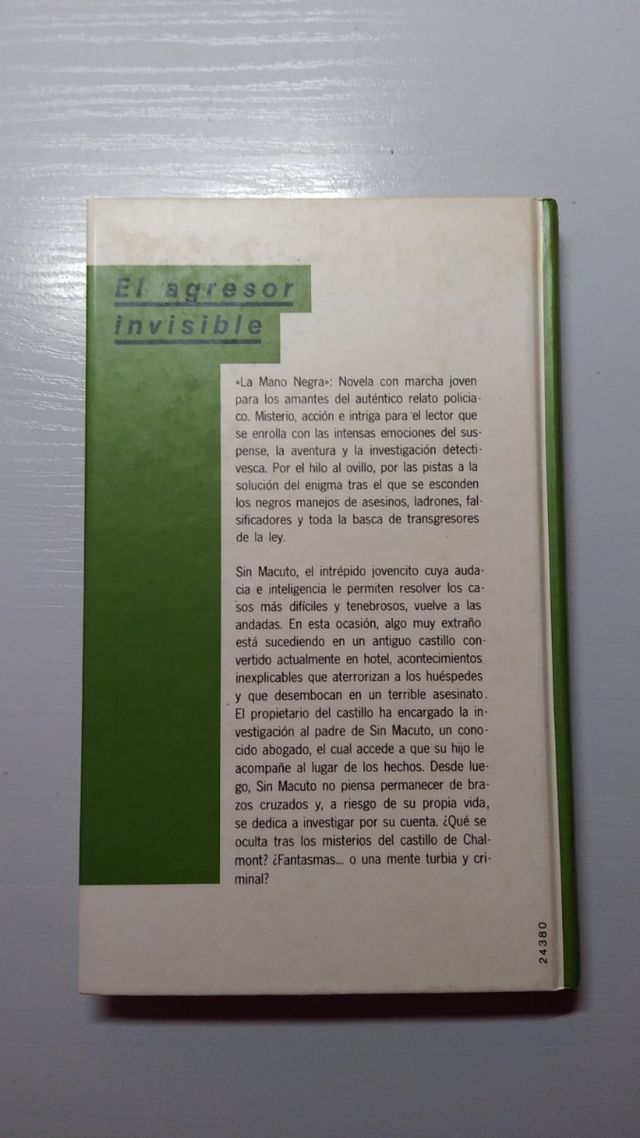 El agresor
invisible
«La Mano Negra»: Novela con marcha joven
para los amantes del auténtico relato policia-
co. Misterio, acción e intriga para el lector que
se enrolla con las intensas emociones del sus-
pense, la aventura y la investigación detecti-
vesca. Por el hilo al ovillo, por las pistas a la
solución del enigma tras el que se esconden
los negros manejos de asesinos, ladrones, fal-
sificadores y toda la basca de transgresores
de la ley.
Sin Macuto, el intrépido jovencito cuya auda-
cia e inteligencia le permiten resolver los ca-
sos más difíciles y tenebrosos, vuelve a las
andadas. En esta ocasión, algo muy extraño
está sucediendo en un antiguo castillo con-
vertido actualmente en hotel, acontecimientos
inexplicables que aterrorizan a los huéspedes
y que desembocan en un terrible asesinato.
El propietario del castillo ha encargado la in-
vestigación al padre de Sin Macuto, un cono-
cido abogado, el cual accede a que su hijo le
acompañe al lugar de los hechos. Desde lue-
go, Sin Macuto no piensa permanecer de bra-
zos cruzados y, a riesgo de su propia vida,
se dedica a investigar por su cuenta. ¿Qué se
oculta tras los misterios del castillo de Chal-
mont? ¿Fantasmas... o una mente turbia y cri-
minal?
24380